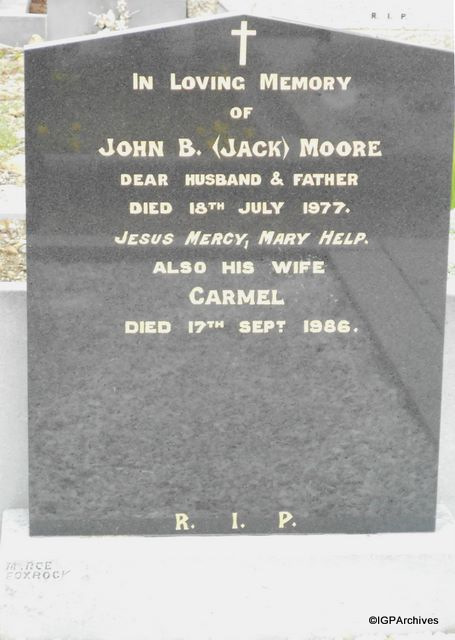 R I P
IN LOVING MEMORY
OF
JOHN B. (JACK) MOORE
DEAR HUSBAND & FATHER
DIED 18TH JULY 1977.
JESUS MERCY, MARY HELP.
ALSO HIS WIFE
CARMEL
DIED 17TH SEPT 1986.
R. I. P.
FOXROCK
©IGPArchives